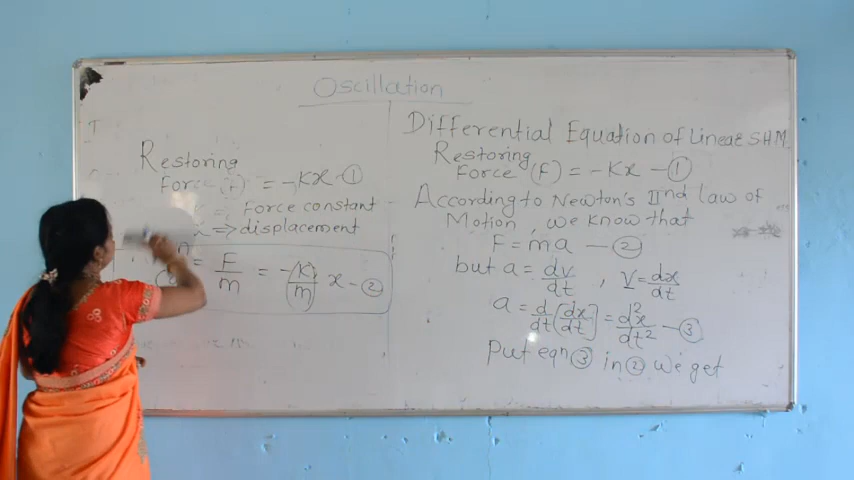 Oscillation
Restoring
Force (F) = -Kx - ①
Force constant
x => displacement
= F/m = -(K/m) x - ②
Differential Equation of Linear SHM.
Restoring
Force (F) = -Kx - ①
According to Newton's IInd law of
Motion, we know that
F = ma - ②
but a = dv/dt , V = dx/dt
a = d/dt [dx/dt] = d²x/dt² - ③
Put eqn ③ in ② We get